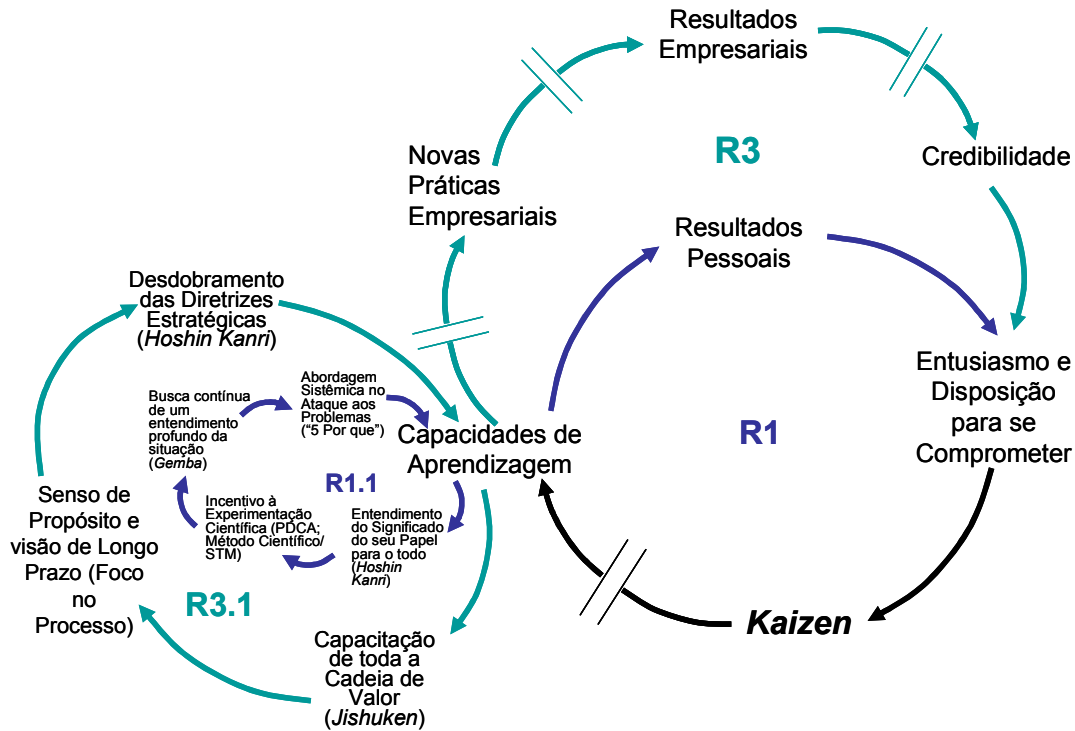 Resultados
Empresariais
R3
Novas
Práticas
Empresariais
Credibilidade
Resultados
Pessoais
Desdobramento
das Diretrizes
Estratégicas
(Hoshin Kanri)
Abordagem
Sistêmica no
Ataque aos
Problemas
("5 Por que")
Busca contínua
de um
entendimento
profundo da
situação
(Gemba)
Entusiasmo e
Disposição
para se
Comprometer
R1
Capacidades de
Aprendizagem
R1.1
Senso de
Propósito e
visão de Longo
Prazo (Foco
no
Processo)
Incentivo à
Experimentação
Científica (PDCA;
Método Científico/
STM)
Entendimento
do Significado
do seu Papel
para o todo
(Hoshin
Kanri)
R3.1
Kaizen
Capacitação
de toda a
Cadeia de
Valor
(Jishuken)